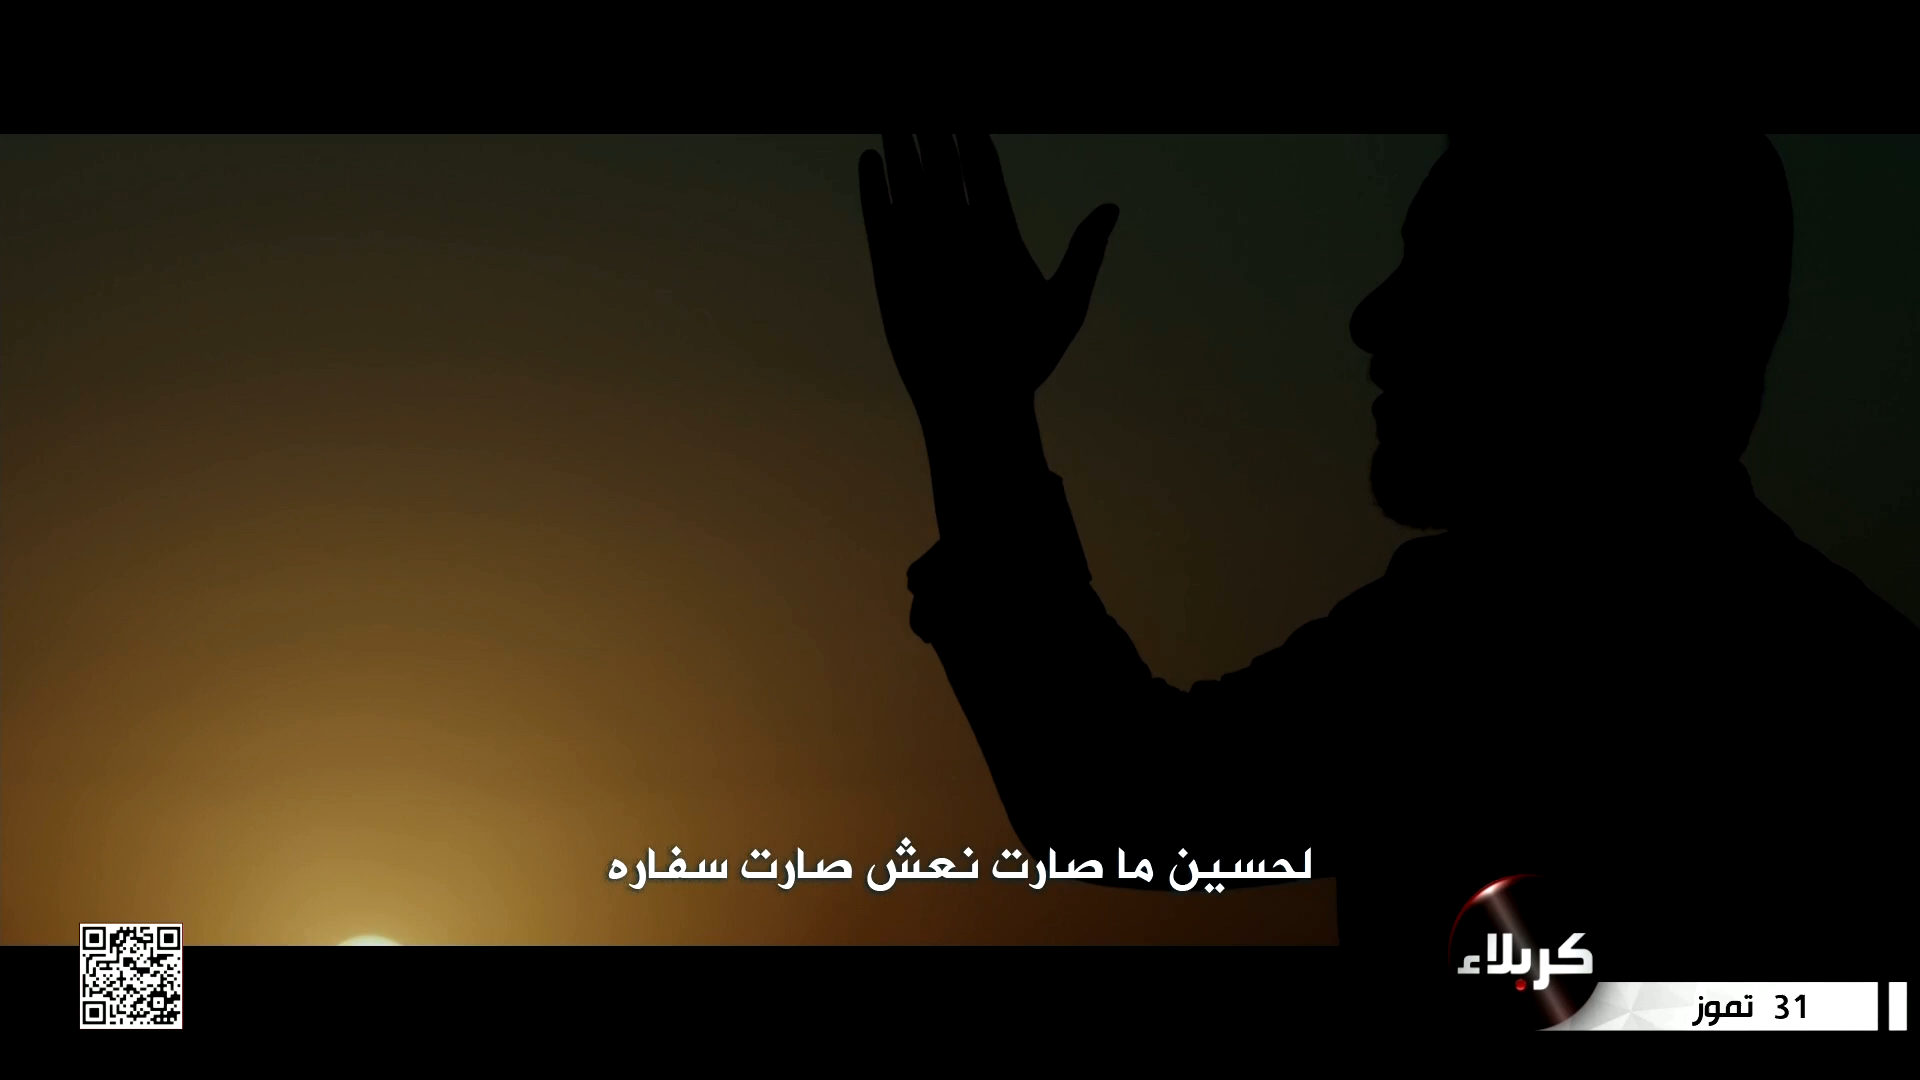 لحسين ما صارت نعش صارت سفاره
كربلاء
31 تموز